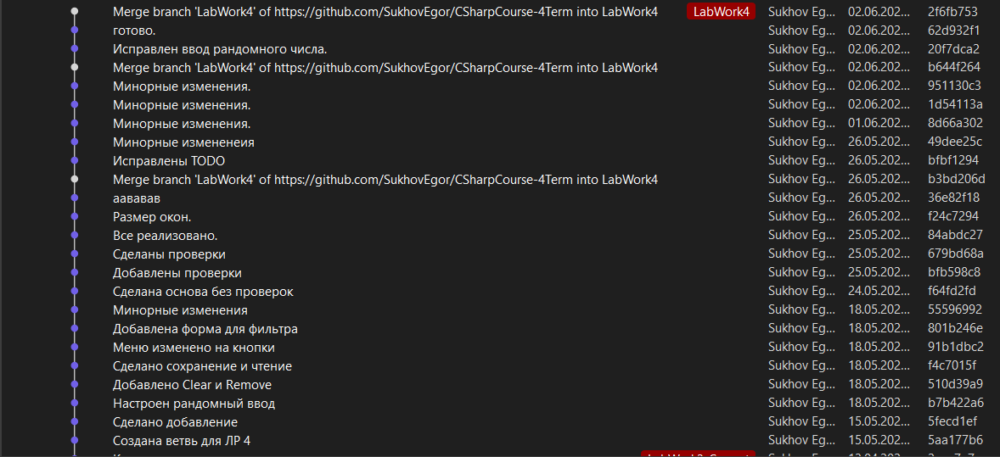 Merge branch 'LabWork4' of https://github.com/SukhovEgor/CSharpCourse-4Term into LabWork4 LabWork4 Sukhov Eg... 02.06.202... 2f6fb753
готово. Sukhov Eg... 02.06.202... 62d932f1
Исправлен ввод рандомного числа. Sukhov Eg... 02.06.202... 20f7dca2
Merge branch 'LabWork4' of https://github.com/SukhovEgor/CSharpCourse-4Term into LabWork4 Sukhov Eg... 02.06.202... b644f264
Минорные изменения. Sukhov Eg... 02.06.202... 951130c3
Минорные изменения. Sukhov Eg... 02.06.202... 1d54113a
Минорные изменения. Sukhov Eg... 01.06.202... 8d66a302
Минорные измененеия Sukhov Eg... 26.05.202... 49dee25c
Исправлены TODO Sukhov Eg... 26.05.202... bfbf1294
Merge branch 'LabWork4' of https://github.com/SukhovEgor/CSharpCourse-4Term into LabWork4 Sukhov Eg... 26.05.202... b3bd206d
аававав Sukhov Eg... 26.05.202... 36e82f18
Размер окон. Sukhov Eg... 26.05.202... f24c7294
Все реализовано. Sukhov Eg... 25.05.202... 84abdc27
Сделаны проверки Sukhov Eg... 25.05.202... 679bd68a
Добавлены проверки Sukhov Eg... 25.05.202... bfb598c8
Сделана основа без проверок Sukhov Eg... 24.05.202... f64fd2fd
Минорные изменения Sukhov Eg... 18.05.202... 55596992
Добавлена форма для фильтра Sukhov Eg... 18.05.202... 801b246e
Меню изменено на кнопки Sukhov Eg... 18.05.202... 91b1dbc2
Сделано сохранение и чтение Sukhov Eg... 18.05.202... f4c7015f
Добавлено Clear и Remove Sukhov Eg... 18.05.202... 510d39a9
Настроен рандомный ввод Sukhov Eg... 18.05.202... b7b422a6
Сделано добавление Sukhov Eg... 15.05.202... 5fecd1ef
Создана ветвь для ЛР 4 Sukhov Eg... 15.05.202... 5aa177b6